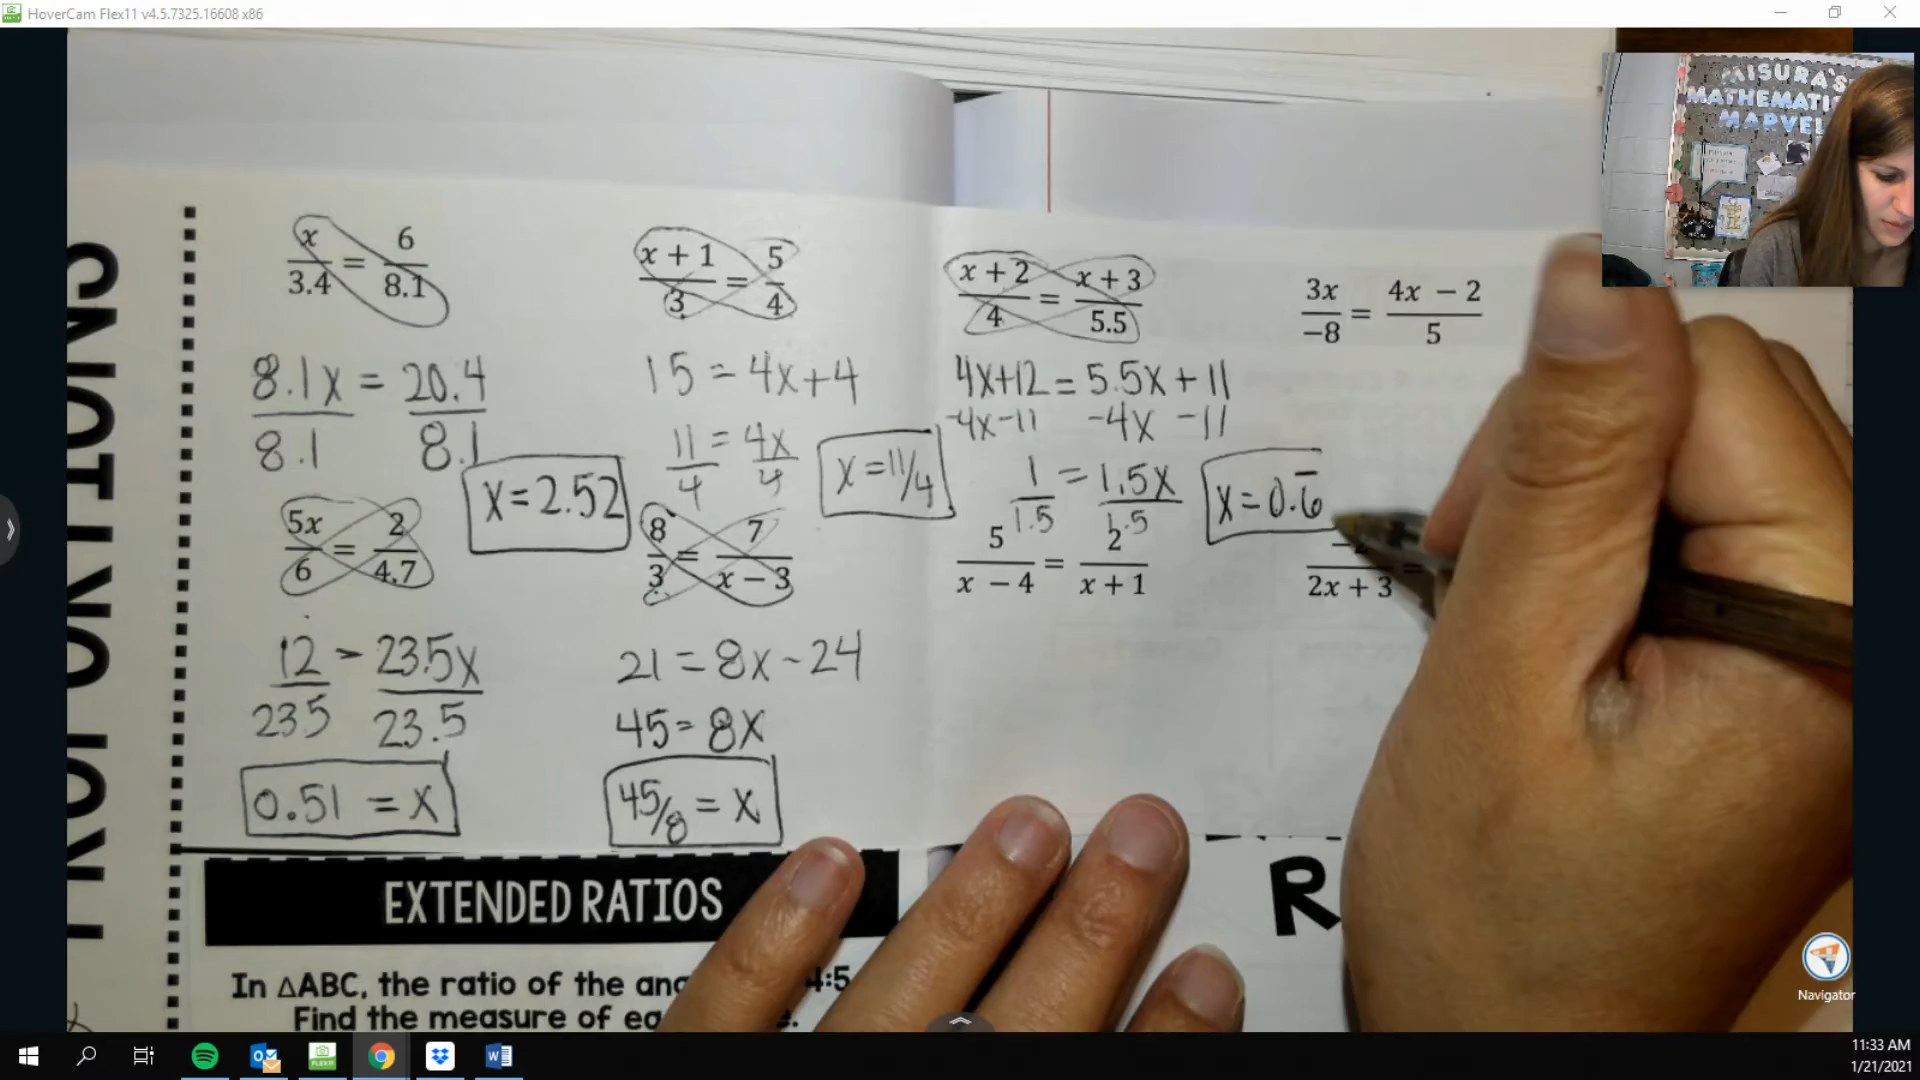 HoverCam Flex11 v4.5.7325.16608 x86
MISURA'S
MATHEMATIC
MARVEL
x/3.4 = 6/8.1
8.1x = 20.4
8.1 8.1
x = 2.52
(x + 1)/3 = 5/4
15 = 4x + 4
11/4 = 4x/4
x = 11/4
(x + 2)/4 = (x + 3)/5.5
4x+12 = 5.5x + 11
-4x -11 -4x -11
1/1.5 = 1.5x/1.5
x = 0.6̅
3x/−8 = (4x − 2)/5
5x/6 = 2/4.7
12 = 23.5x
23.5 23.5
0.51 = x
8/3 = 7/(x − 3)
21 = 8x - 24
45 = 8x
45/8 = x
5/(x − 4) = 2/(x + 1)
2x + 3
EXTENDED RATIOS
R
In △ABC, the ratio of the 4:5
Find the measure of
Navigator
FLEX11
11:33 AM
1/21/2021